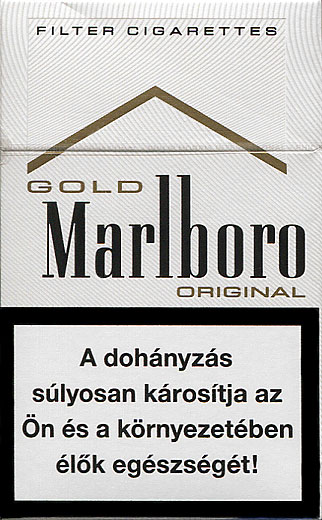 FILTER CIGARETTES
GOLD
Marlboro
ORIGINAL
A dohányzás
súlyosan károsítja az
Ön és a környezetében
élők egészségét!